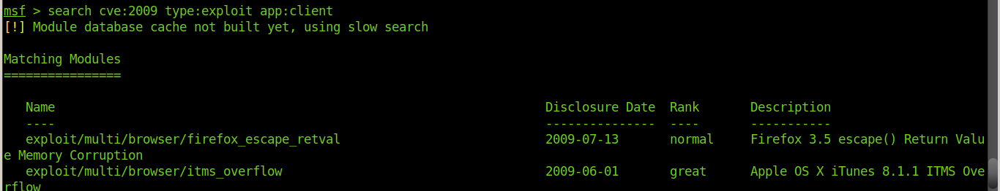 msf > search cve:2009 type:exploit app:client
[!] Module database cache not built yet, using slow search
Matching Modules
================
Name Disclosure Date Rank Description
---- --------------- ---- -----------
exploit/multi/browser/firefox_escape_retval 2009-07-13 normal Firefox 3.5 escape() Return Valu
e Memory Corruption
exploit/multi/browser/itms_overflow 2009-06-01 great Apple OS X iTunes 8.1.1 ITMS Ove
rflow